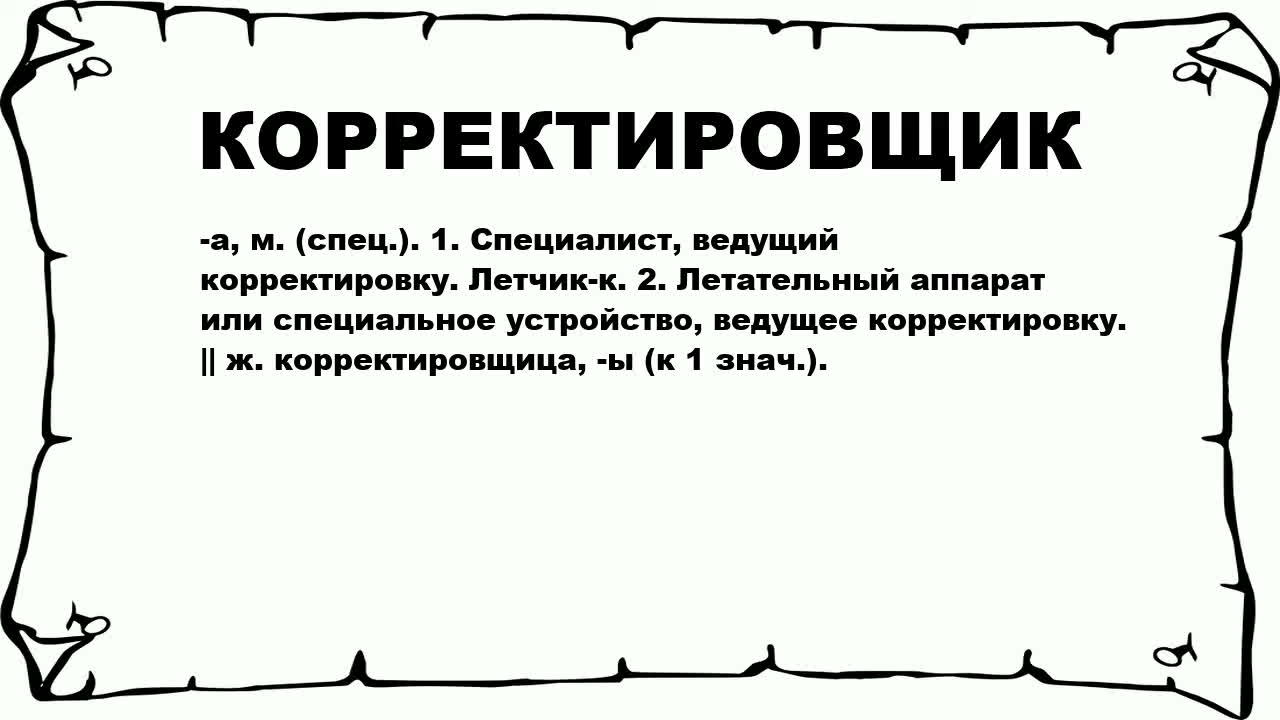 КОРРЕКТИРОВЩИК
-а, м. (спец.). 1. Специалист, ведущий
корректировку. Летчик-к. 2. Летательный аппарат
или специальное устройство, ведущее корректировку.
|| ж. корректировщица, -ы (к 1 знач.).